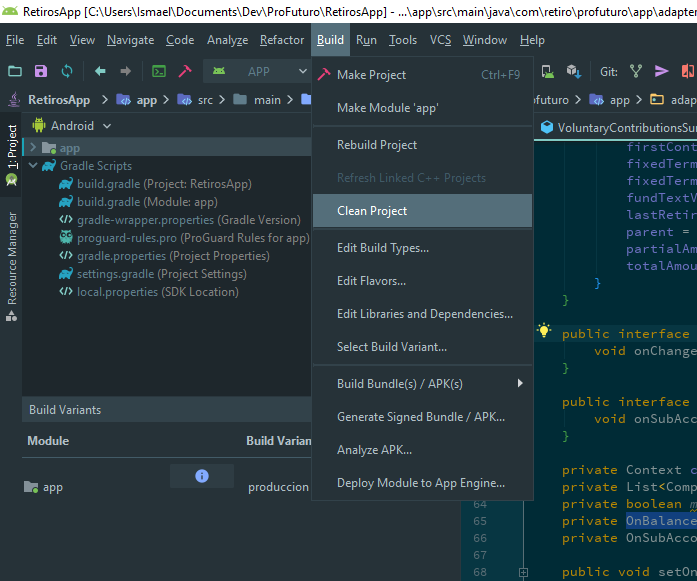 RetirosApp [C:\Users\Ismael\Documents\Dev\ProFuturo\RetirosApp] - ...\app\src\main\java\com\retiro\profuturo\app\adapter
File Edit View Navigate Code Analyze Refactor Build Run Tools VCS Window Help
APP
Git:
RetirosApp app src main
ofuturo app adap
1: Project
Resource Manager
Android
app
Gradle Scripts
build.gradle (Project: RetirosApp)
build.gradle (Module: app)
gradle-wrapper.properties (Gradle Version)
proguard-rules.pro (ProGuard Rules for app)
gradle.properties (Project Properties)
settings.gradle (Project Settings)
local.properties (SDK Location)
Build Variants
Module Build Varian
app produccion
Make Project Ctrl+F9
Make Module 'app'
Rebuild Project
Refresh Linked C++ Projects
Clean Project
Edit Build Types...
Edit Flavors...
Edit Libraries and Dependencies...
Select Build Variant...
Build Bundle(s) / APK(s)
Generate Signed Bundle / APK...
Analyze APK...
Deploy Module to App Engine...
VoluntaryContributionsSu
firstCont
fixedTerm
fixedTerm
fundTextV
lastRetir
parent =
partialAm
totalAmou
}
}
public interface
void onChange
}
public interface
void onSubAcc
}
private Context c
private List<Comp
64 private boolean m
65 private OnBalance
66 private OnSubAcco
67
68 public void setOn